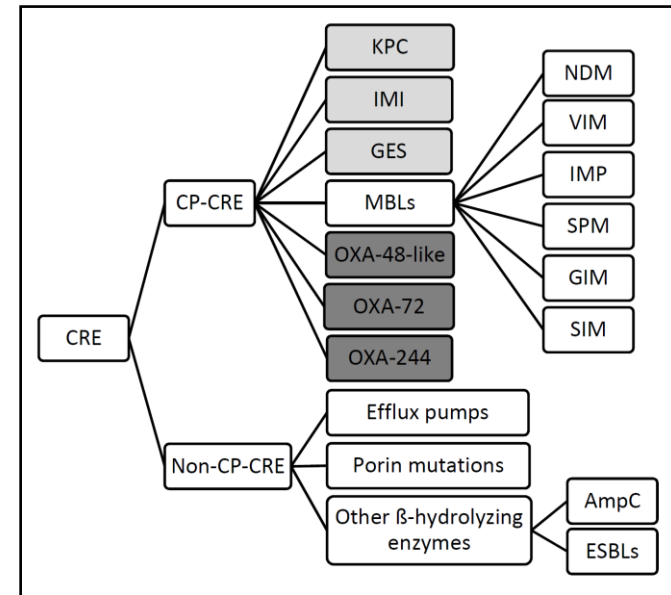 KPC
IMI
GES
MBLs
OXA-48-like
OXA-72
OXA-244
NDM
VIM
IMP
SPM
GIM
SIM
CP-CRE
CRE
Non-CP-CRE
Efflux pumps
Porin mutations
Other ß-hydrolyzing
enzymes
AmpC
ESBLs